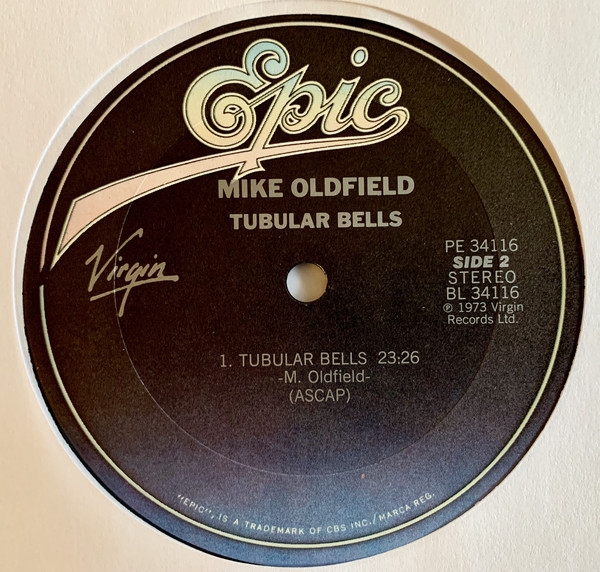 Epic
MIKE OLDFIELD
TUBULAR BELLS
Virgin
PE 34116
SIDE 2
STEREO
BL 34116
℗ 1973 Virgin
Records Ltd.
1. TUBULAR BELLS 23:26
-M. Oldfield-
(ASCAP)
"EPIC", IS A TRADEMARK OF CBS INC./MARCA REG.